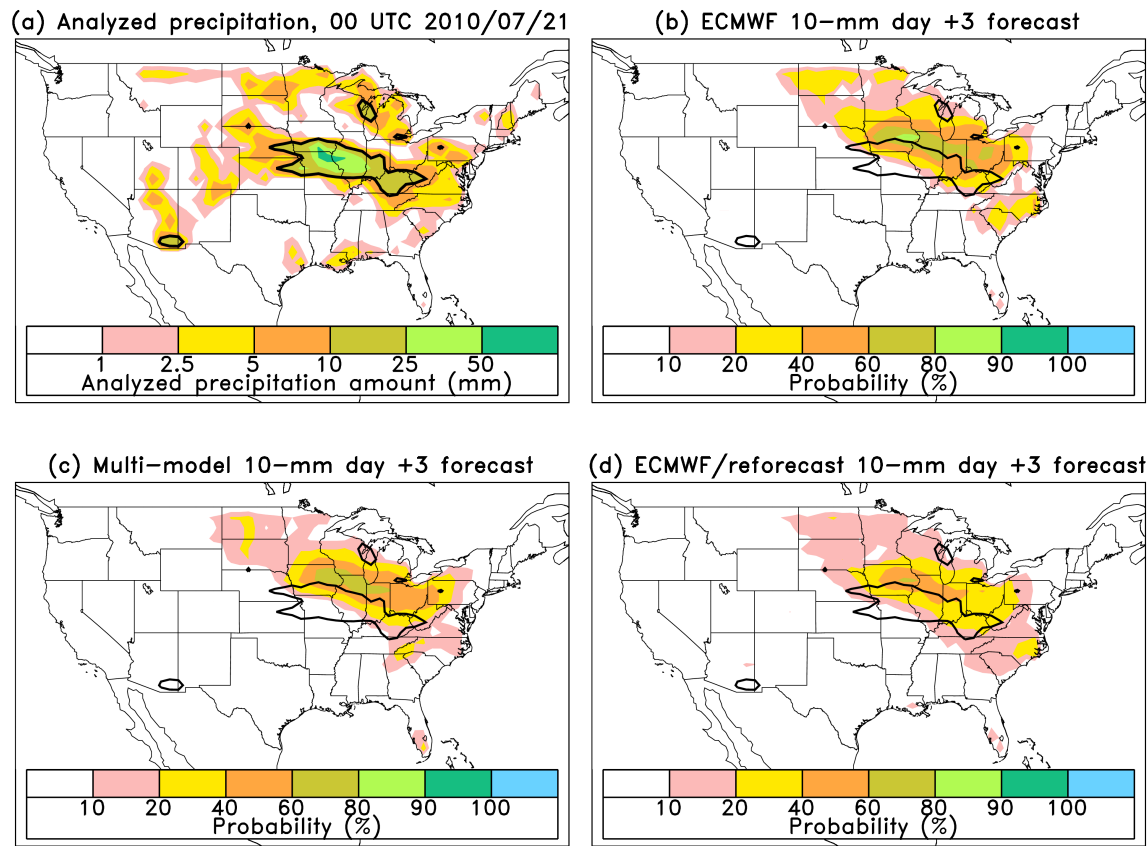 (a) Analyzed precipitation, 00 UTC 2010/07/21
1 2.5 5 10 25 50
Analyzed precipitation amount (mm)
(b) ECMWF 10-mm day +3 forecast
10 20 40 60 80 90 100
Probability (%)
(c) Multi-model 10-mm day +3 forecast
10 20 40 60 80 90 100
Probability (%)
(d) ECMWF/reforecast 10-mm day +3 forecast
10 20 40 60 80 90 100
Probability (%)